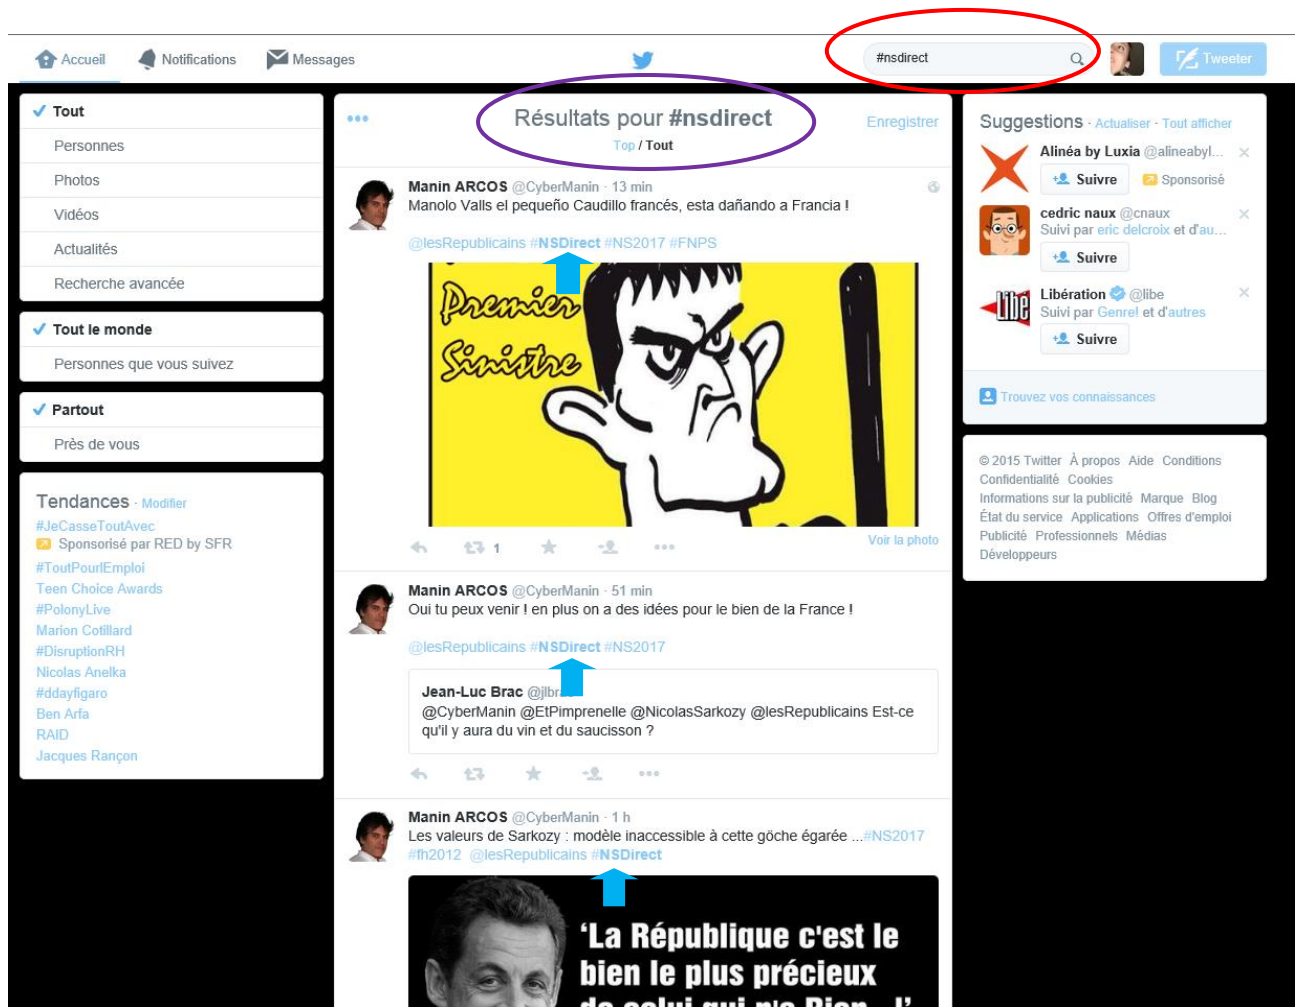 Accueil Notifications Messages
#nsdirect
Tweeter
Tout
Personnes
Photos
Vidéos
Actualités
Recherche avancée
Tout le monde
Personnes que vous suivez
Partout
Près de vous
Tendances · Modifier
#JeCasseToutAvec
Sponsorisé par RED by SFR
#ToutPourlEmploi
Teen Choice Awards
#PolonyLive
Marion Cotillard
#DisruptionRH
Nicolas Anelka
#ddayfigaro
Ben Arfa
RAID
Jacques Rançon
Résultats pour #nsdirect
Enregistrer
Top / Tout
Manin ARCOS @CyberManin · 13 min
Manolo Valls el pequeño Caudillo francés, esta dañando a Francia !
@lesRepublicains #NSDirect #NS2017 #FNPS
Premier
Sinistre
1
Voir la photo
Manin ARCOS @CyberManin · 51 min
Oui tu peux venir ! en plus on a des idées pour le bien de la France !
@lesRepublicains #NSDirect #NS2017
Jean-Luc Brac
@CyberManin @EtPimprenelle @NicolasSarkozy @lesRepublicains Est-ce
qu'il y aura du vin et du saucisson ?
Manin ARCOS @CyberManin · 1 h
Les valeurs de Sarkozy : modèle inaccessible à cette göche égarée ...#NS2017
#fh2012 @lesRepublicains #NSDirect
‘La République c'est le
bien le plus précieux
de celui qui n'a Rien...!’
Suggestions · Actualiser · Tout afficher
Alinéa by Luxia @alineabyl...
Suivre Sponsorisé
cedric naux @cnaux
Suivi par eric delcroix et d'au...
Suivre
Libération @libe
Suivi par Genre! et d'autres
Suivre
Trouvez vos connaissances
© 2015 Twitter À propos Aide Conditions
Confidentialité Cookies
Informations sur la publicité Marque Blog
État du service Applications Offres d'emploi
Publicité Professionnels Médias
Développeurs